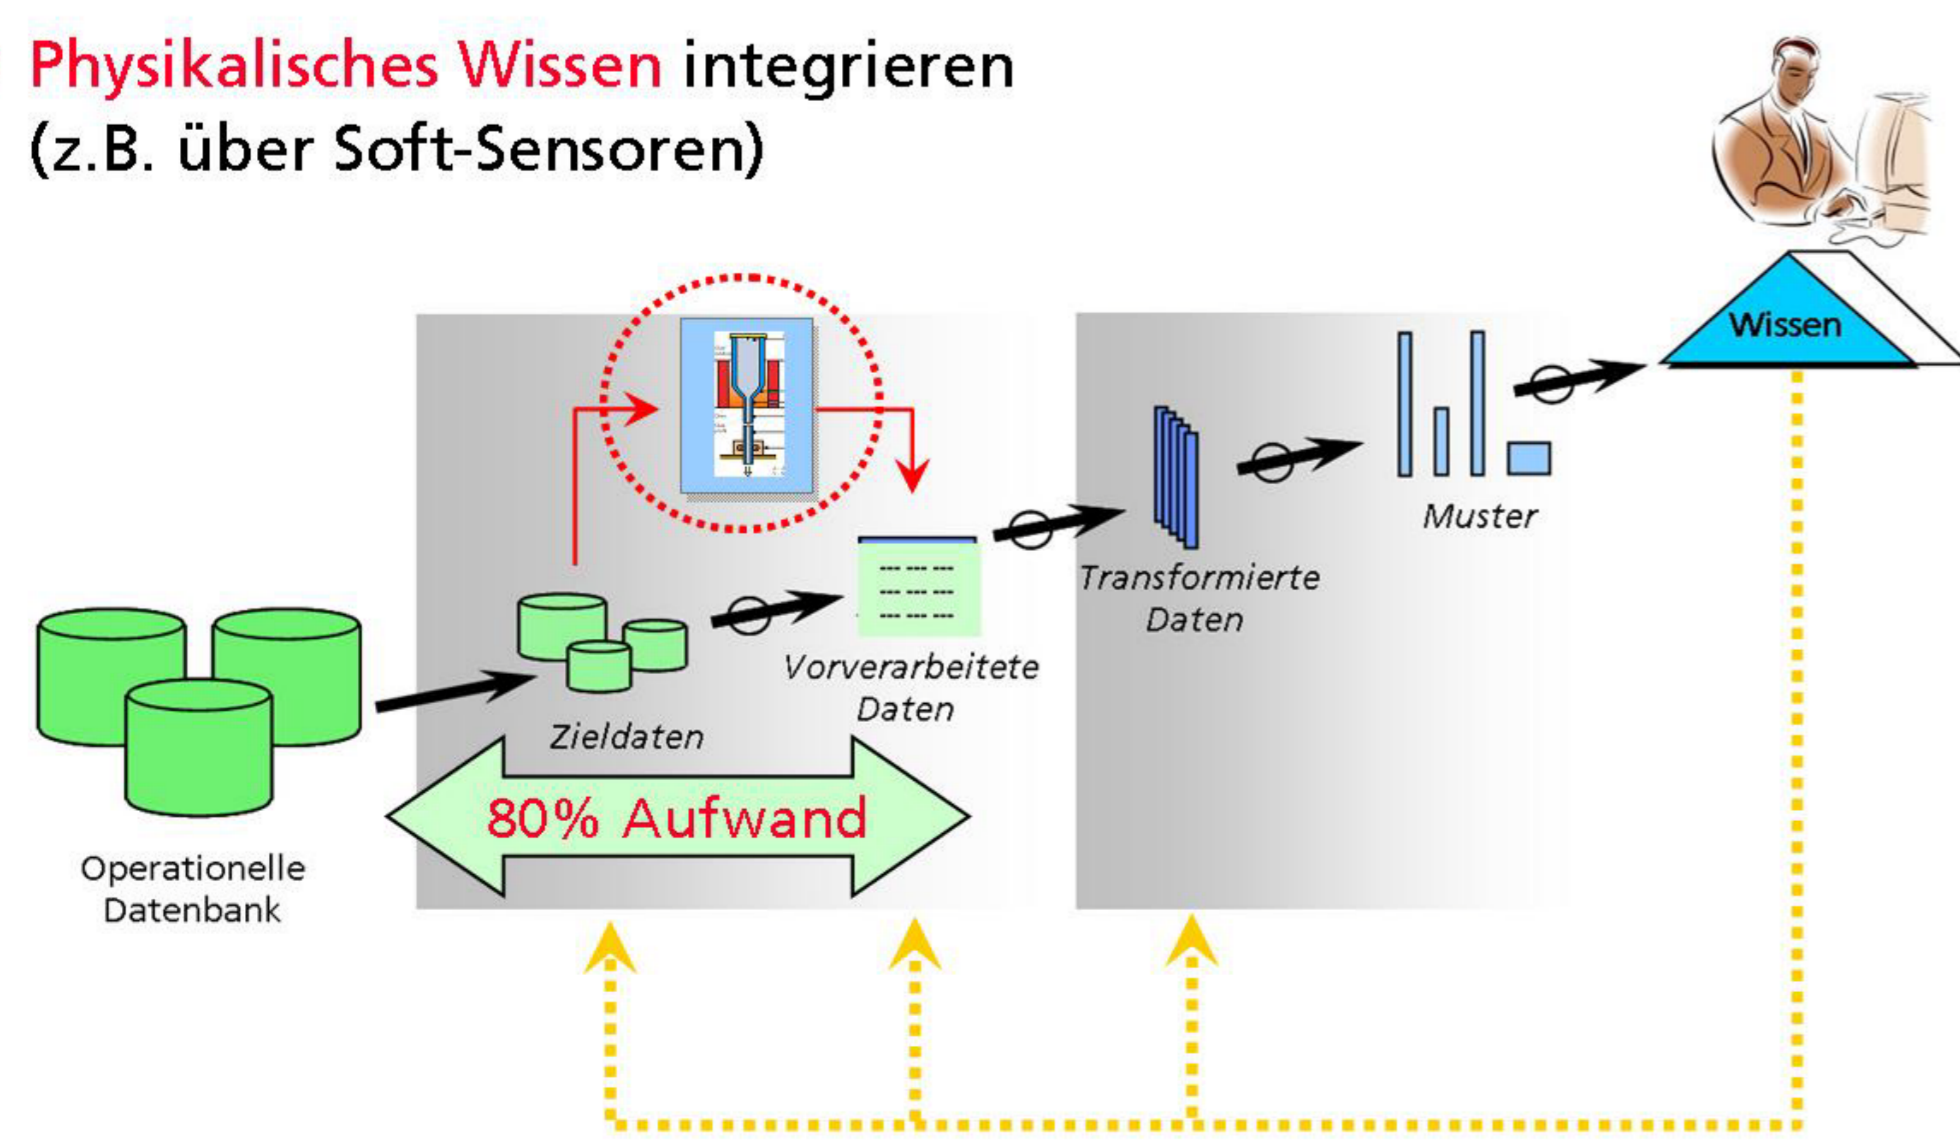 Physikalisches Wissen integrieren
(z.B. über Soft-Sensoren)
Wissen
Muster
Transformierte
Daten
Vorverarbeitete
Daten
Zieldaten
80% Aufwand
Operationelle
Datenbank